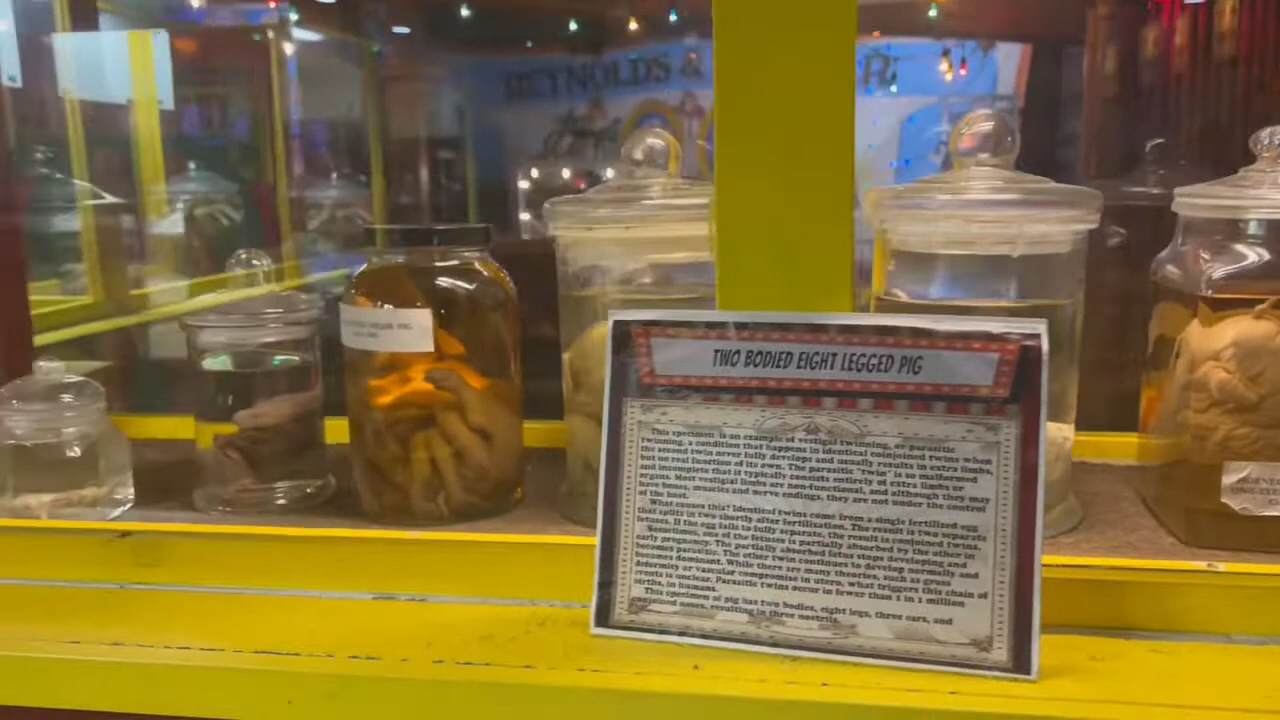 REYNOLDS &
TWO BODIED EIGHT LEGGED PIG
This specimen is an example of vestigal twinning, or parasitic
twinning, a condition that happens in identical coinjoined twins when
the second twin never fully develops and usually results in extra limbs,
but no real function of its own. The parasitic "twin" is so malformed
and incomplete that it typically consists entirely of extra limbs or
organs. Most vestigial limbs are non-functional, and although they may
have bones, muscles and nerve endings, they are not under the control
of the host.
What causes this? Identical twins come from a single fertilized egg
that splits in two shortly after fertilization. The result is two separate
fetuses. If the egg fails to fully separate, the result is conjoined twins.
Sometimes, one of the fetuses is partially absorbed by the other in
early pregnancy. The partially absorbed fetus stops developing and
becomes parasitic. The other twin continues to develop normally and
becomes dominant. While there are many theories, such as gross
deformity or vascular compromise in utero, what triggers this chain of
events is unclear. Parasitic twins occur in fewer than 1 in 1 million
births, in humans.
This specimen of pig has two bodies, eight legs, three ears, and
conjoined noses, resulting in three nostrils.